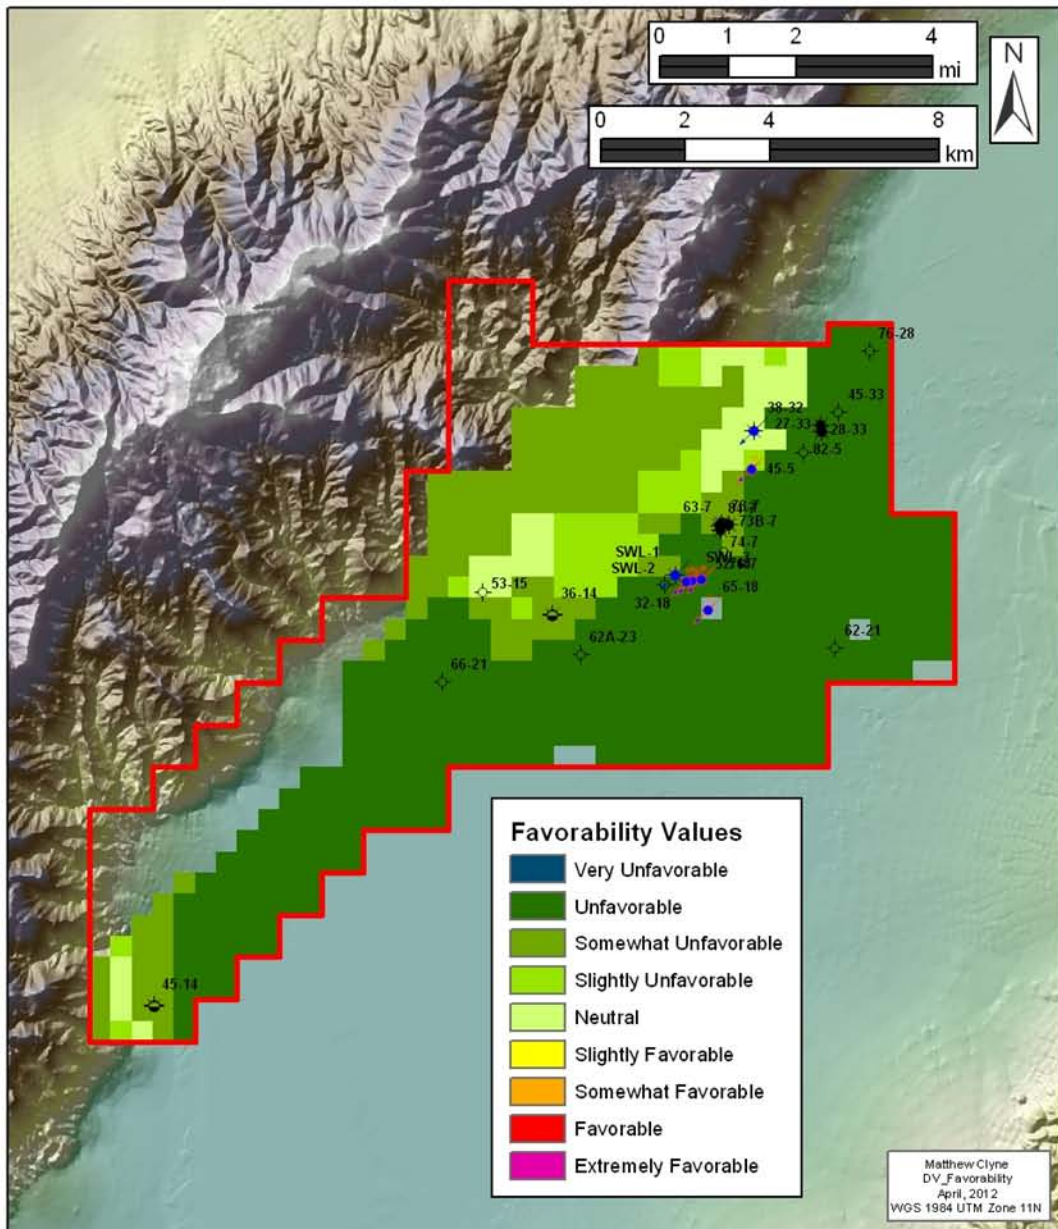 0 1 2 4
mi
N
0 2 4 8
km
76-28
45-33
38-32
27-33
28-33
82-5
45-5
63-7
73B-7
74-7
SWL-1
SWL-2
65-18
32-18
53-15
36-14
62A-23
62-21
66-21
45-14
Favorability Values
Very Unfavorable
Unfavorable
Somewhat Unfavorable
Slightly Unfavorable
Neutral
Slightly Favorable
Somewhat Favorable
Favorable
Extremely Favorable
Matthew Clyne
DV_Favorability
April, 2012
WGS 1984 UTM Zone 11N